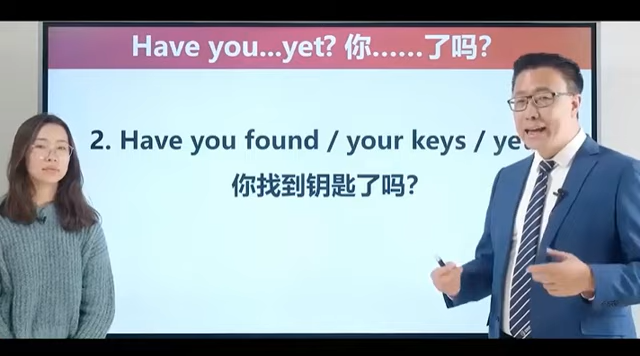 Have you...yet? 你……了吗?
2. Have you found / your keys / ye
你找到钥匙了吗?